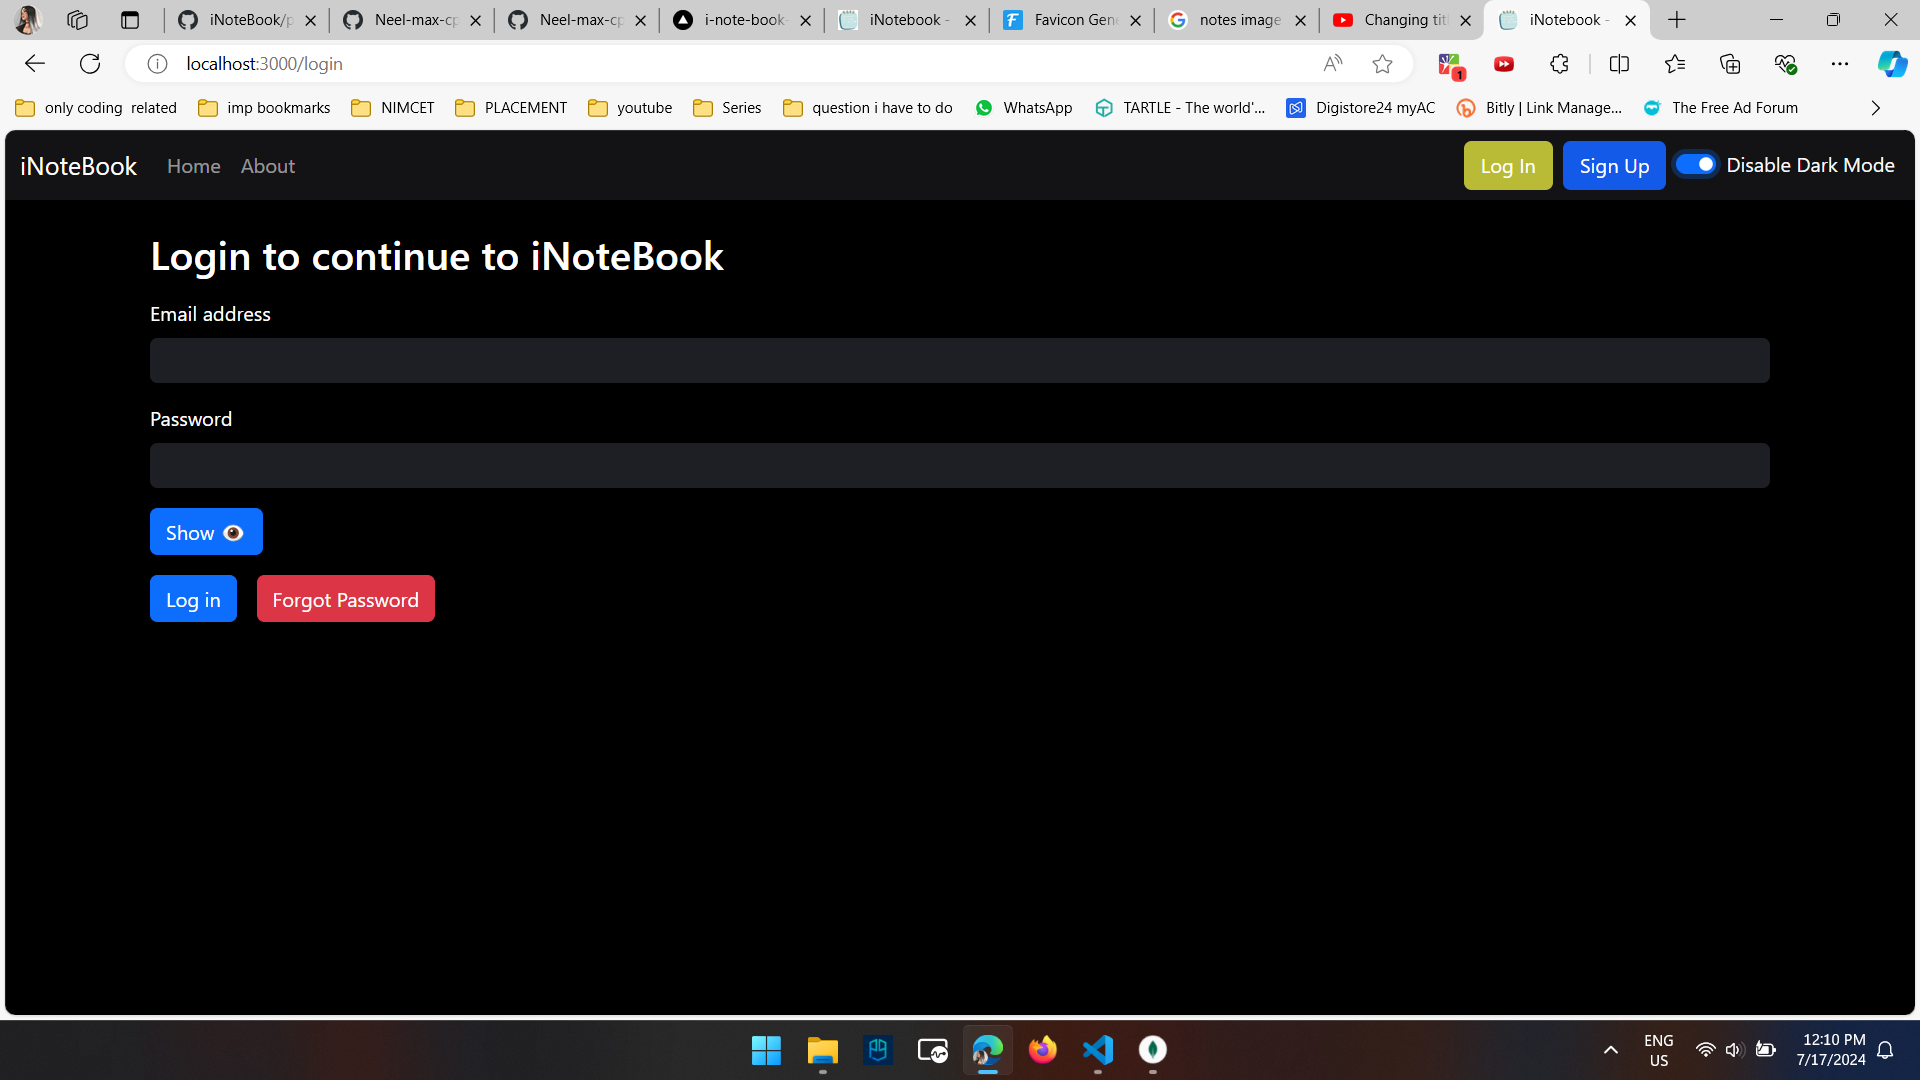 iNoteBook/p
Neel-max-cp
Neel-max-cp
i-note-book-
iNotebook -
Favicon Gene
notes image
Changing titl
iNotebook -
localhost:3000/login
1
only coding related
imp bookmarks
NIMCET
PLACEMENT
youtube
Series
question i have to do
WhatsApp
TARTLE - The world'...
Digistore24 myAC
Bitly | Link Manage...
The Free Ad Forum
iNoteBook
Home
About
Log In
Sign Up
Disable Dark Mode
Login to continue to iNoteBook
Email address
Password
Show
Log in
Forgot Password
ENG
US
12:10 PM
7/17/2024